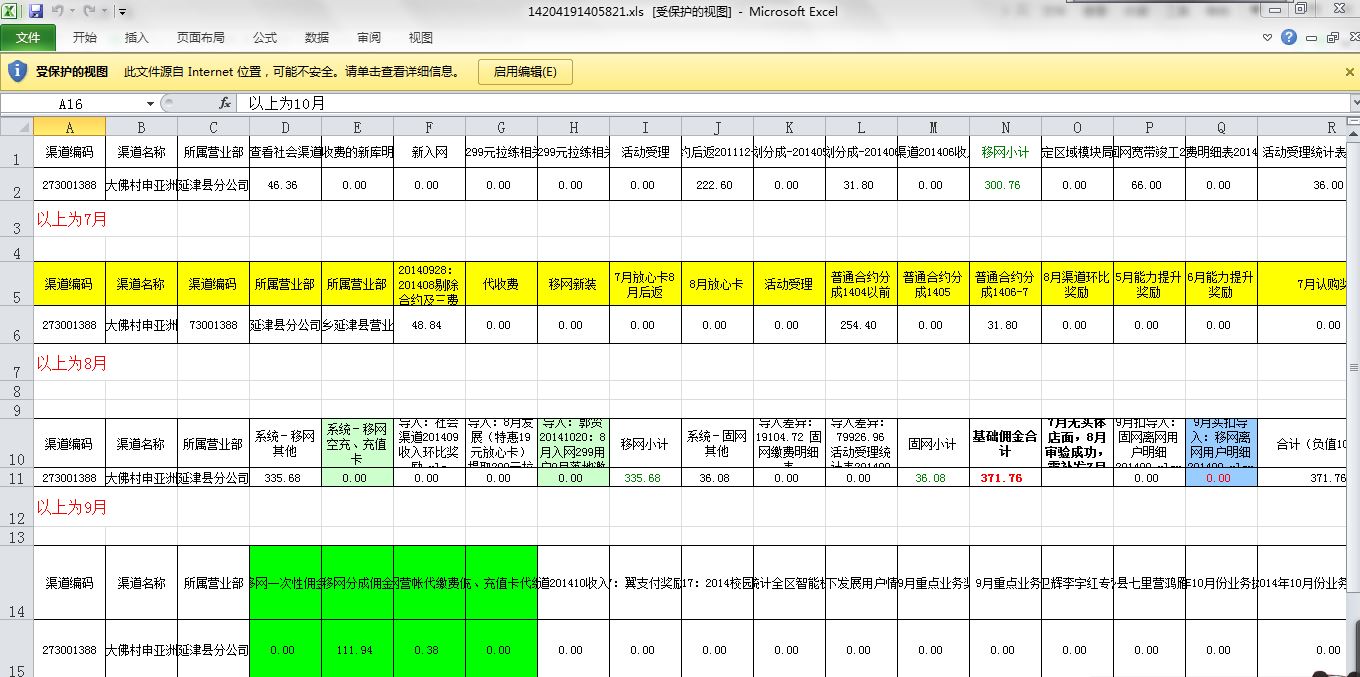 14204191405821.xls [受保护的视图] - Microsoft Excel
文件 开始 插入 页面布局 公式 数据 审阅 视图
受保护的视图 此文件源自 Internet 位置，可能不安全。请单击查看详细信息。 启用编辑(E)
A16 fx 以上为10月
A B C D E F G H I J K L M N O P Q R
1 渠道编码 渠道名称 所属营业部 查看社会渠道 收费的新库明 新入网 299元拉练相关 299元拉练相关 活动受理 约后返201112- 划分成-201405 划分成-201406 渠道201406收入 移网小计 定区域模块局 固网宽带竣工2 费明细表2014 活动受理统计表
2 273001388 大佛村申亚洲 延津县分公司 46.36 0.00 0.00 0.00 0.00 0.00 222.60 0.00 31.80 0.00 300.76 0.00 66.00 0.00 36.00
3 以上为7月
4
5 渠道编码 渠道名称 渠道编码 所属营业部 所属营业部 20140928：201408剔除合约及三费 代收费 移网新装 7月放心卡8月后返 8月放心卡 活动受理 普通合约分成1404以前 普通合约分成1405 普通合约分成1406-7 8月渠道环比奖励 5月能力提升奖励 6月能力提升奖励 7月认购奖
6 273001388 大佛村申亚洲 73001388 延津县分公司 乡延津县营业 48.84 0.00 0.00 0.00 0.00 0.00 254.40 0.00 31.80 0.00 0.00 0.00 0.00
7 以上为8月
8
9
10 渠道编码 渠道名称 所属营业部 系统－移网其他 系统－移网空充、充值卡 导入：社会渠道201409收入环比奖励 导入：8月发展（特惠19元放心卡） 导入：郭贤20141020：8月入网299用 移网小计 系统－固网其他 导入差异：19104.72 固网缴费明细 导入差异：79926.96 活动受理统 固网小计 基础佣金合计 7月无实体店面，8月审验成功， 9月扣导入：固网离网用户明细 9月实扣导入：移网离网用户明细 合计（负值10
11 273001388 大佛村申亚洲 延津县分公司 335.68 0.00 0.00 0.00 0.00 335.68 36.08 0.00 0.00 36.08 371.76 0.00 0.00 371.76
12 以上为9月
13
14 渠道编码 渠道名称 所属营业部 移网一次性佣金 移网分成佣金 网营帐代缴费 充、充值卡代 道201410收入 ：翼支付奖励 17：2014校园 统计全区智能 下发展用户情 9月重点业务奖 9月重点业务 卫辉李宇红专 县七里营鸿 10月份业务 2014年10月份业务
15 273001388 大佛村申亚洲 延津县分公司 0.00 111.94 0.38 0.00 0.00 0.00 0.00 0.00 0.00 0.00 0.00 0.00 0.00 0.00 0.00